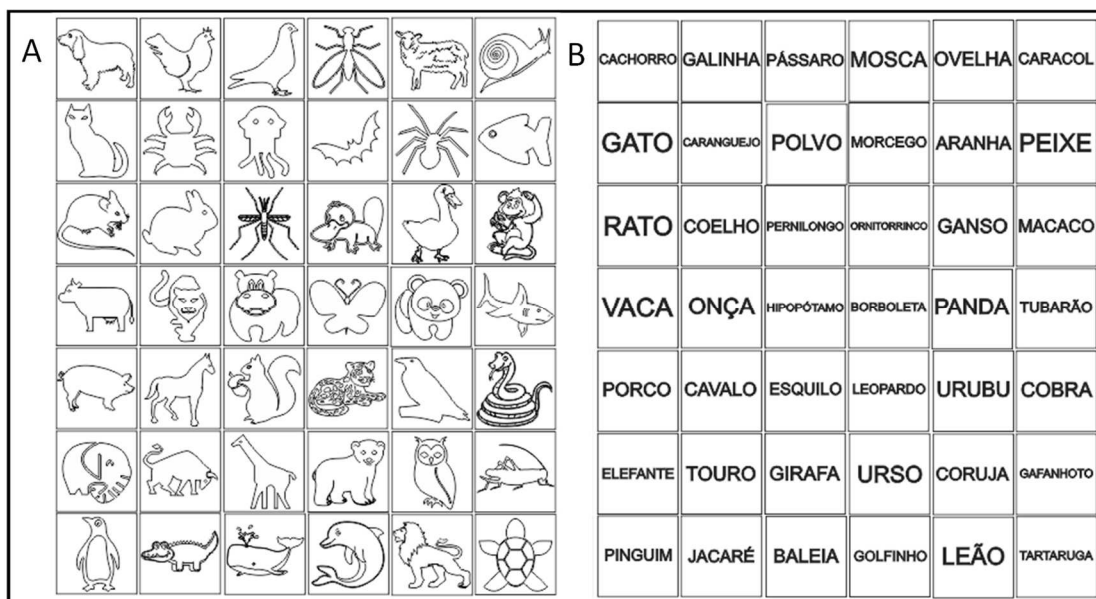 A
B
CACHORRO GALINHA PÁSSARO MOSCA OVELHA CARACOL
GATO CARANGUEJO POLVO MORCEGO ARANHA PEIXE
RATO COELHO PERNILONGO ORNITORRINCO GANSO MACACO
VACA ONÇA HIPOPÓTAMO BORBOLETA PANDA TUBARÃO
PORCO CAVALO ESQUILO LEOPARDO URUBU COBRA
ELEFANTE TOURO GIRAFA URSO CORUJA GAFANHOTO
PINGUIM JACARÉ BALEIA GOLFINHO LEÃO TARTARUGA